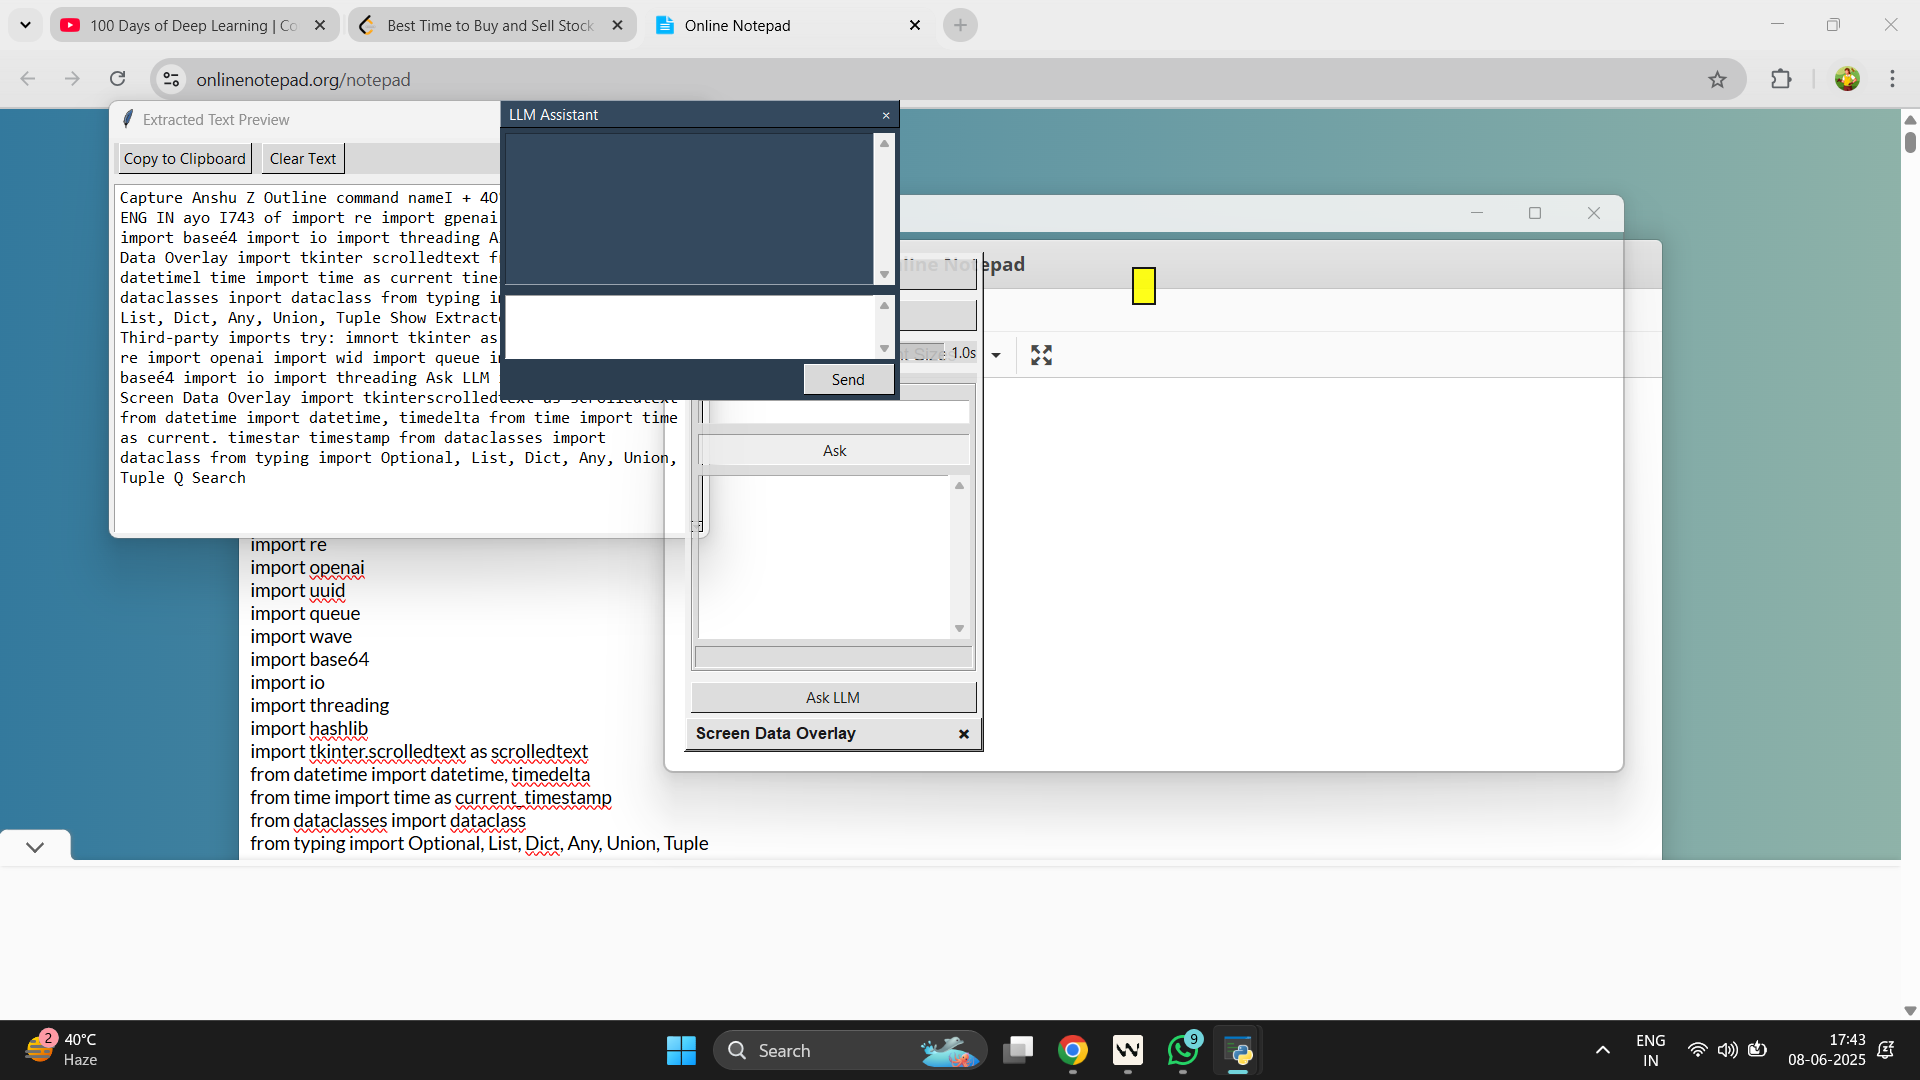 100 Days of Deep Learning | Co
Best Time to Buy and Sell Stock
Online Notepad
onlinenotepad.org/notepad
Extracted Text Preview
Copy to Clipboard
Clear Text
Capture Anshu Z Outline command nameI + 4O
ENG IN ayo I743 of import re import gpenai
import baseé4 import io import threading A
Data Overlay import tkinter scrolledtext f
datetimel time import time as current tine
dataclasses inport dataclass from typing i
List, Dict, Any, Union, Tuple Show Extract
Third-party imports try: imnort tkinter as
re import openai import wid import queue i
baseé4 import io import threading Ask LLM
Screen Data Overlay import tkinterscrolledtext as scrolledtext
from datetime import datetime, timedelta from time import time
as current. timestar timestamp from dataclasses import
dataclass from typing import Optional, List, Dict, Any, Union,
Tuple Q Search
LLM Assistant
×
Send
line Notepad
1.0s
Ask
Ask LLM
Screen Data Overlay
import re
import openai
import uuid
import queue
import wave
import base64
import io
import threading
import hashlib
import tkinter.scrolledtext as scrolledtext
from datetime import datetime, timedelta
from time import time as current_timestamp
from dataclasses import dataclass
from typing import Optional, List, Dict, Any, Union, Tuple
2
40°C
Haze
Search
9
ENG
IN
17:43
08-06-2025